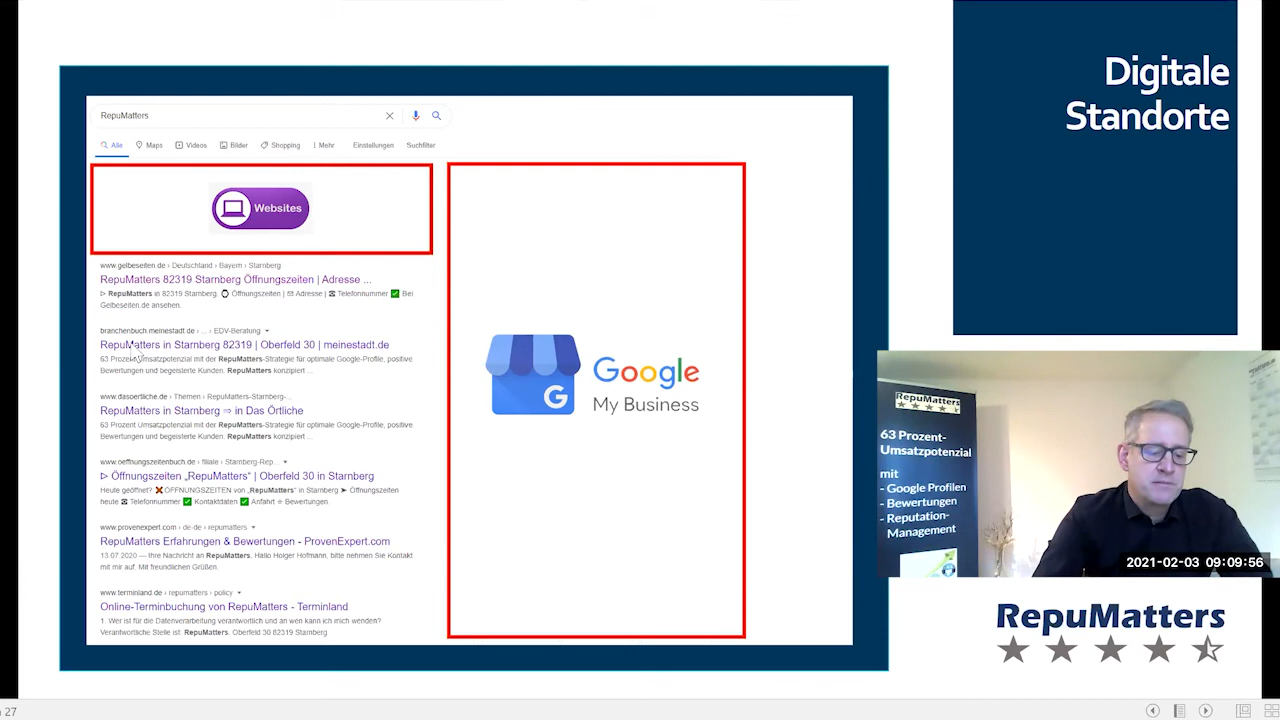 Digitale
Standorte
RepuMatters
Alle
Maps
Videos
Bilder
Shopping
Mehr
Einstellungen
Suchfilter
Websites
www.gelbeseiten.de › Deutschland › Bayern › Starnberg
RepuMatters 82319 Starnberg Öffnungszeiten | Adresse ...
▷ RepuMatters in 82319 Starnberg. ⌚ Öffnungszeiten | ✉ Adresse | ☎ Telefonnummer ✅ Bei
Gelbeseiten.de ansehen.
branchenbuch.meinestadt.de › ... › EDV-Beratung
RepuMatters in Starnberg 82319 | Oberfeld 30 | meinestadt.de
63 Prozent Umsatzpotenzial mit der RepuMatters-Strategie für optimale Google-Profile, positive
Bewertungen und begeisterte Kunden. RepuMatters konzipiert ...
www.dasoertliche.de › Themen › RepuMatters-Starnberg-...
RepuMatters in Starnberg ⇒ in Das Örtliche
63 Prozent Umsatzpotenzial mit der RepuMatters-Strategie für optimale Google-Profile, positive
Bewertungen und begeisterte Kunden. RepuMatters konzipiert ...
www.oeffnungszeitenbuch.de › filiale › Starnberg-Rep...
▷ Öffnungszeiten „RepuMatters“ | Oberfeld 30 in Starnberg
Heute geöffnet? ❌ÖFFNUNGSZEITEN von „RepuMatters“ in Starnberg ➤ Öffnungszeiten
heute ☎ Telefonnummer ✅ Kontaktdaten ✅ Anfahrt ☆ Bewertungen.
www.provenexpert.com › de-de › repumatters
RepuMatters Erfahrungen & Bewertungen - ProvenExpert.com
13.07.2020 — Ihre Nachricht an RepuMatters. Hallo Holger Hofmann, bitte nehmen Sie Kontakt
mit mir auf. Mit freundlichen Grüßen.
www.terminland.de › repumatters › policy
Online-Terminbuchung von RepuMatters - Terminland
1. Wer ist für die Datenverarbeitung verantwortlich und an wen kann ich mich wenden?
Verantwortliche Stelle ist: RepuMatters. Oberfeld 30 82319 Starnberg
Google
My Business
RepuMatters
63 Prozent-
Umsatzpotenzial
mit
- Google Profilen
- Bewertungen
- Reputation-
Management
2021-02-03 09:09:56
RepuMatters
27